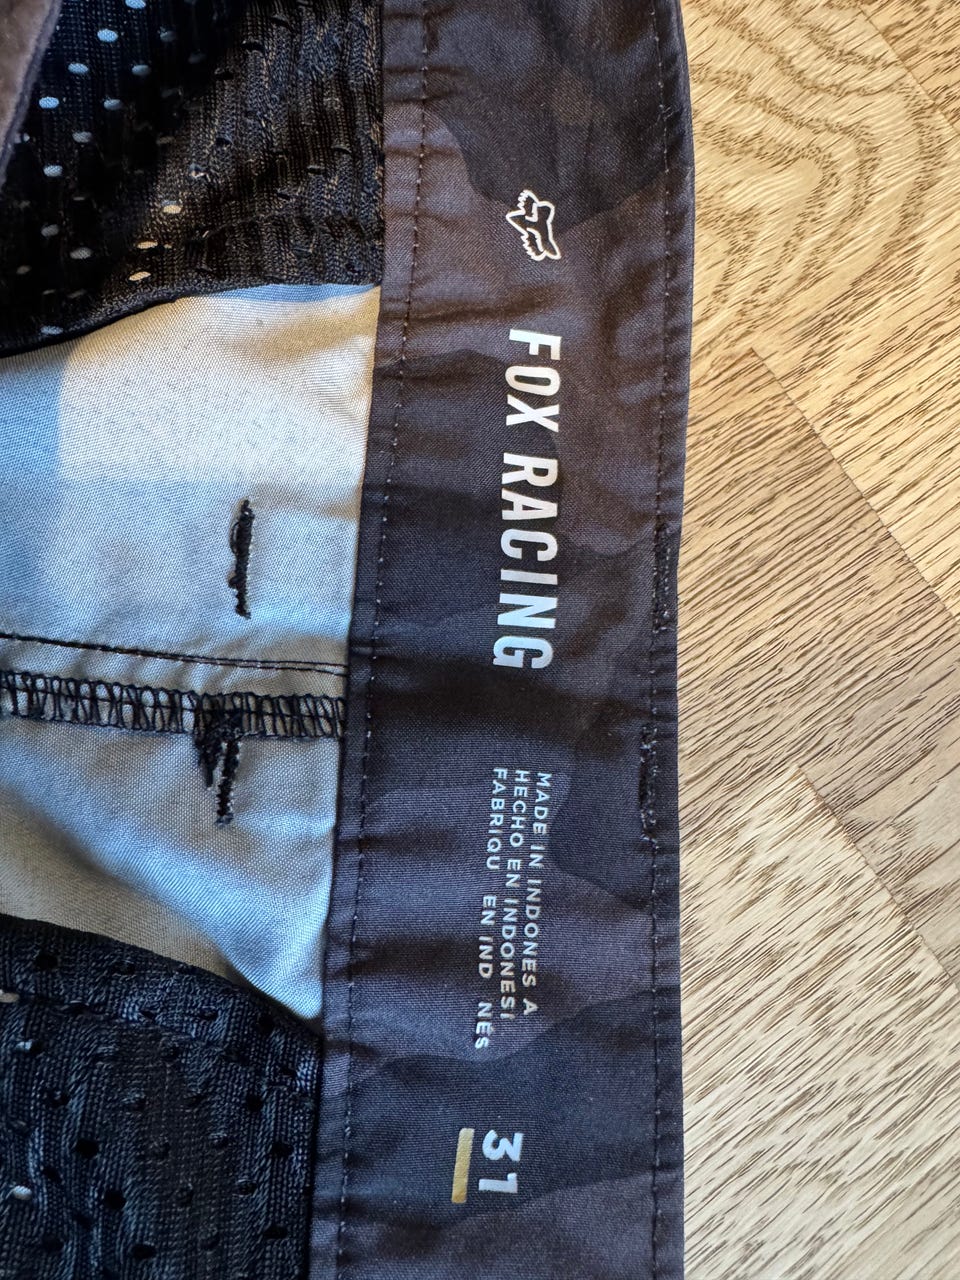 FOX RACING
MADE IN INDONES A
HECHO EN INDONESI
FABRIQU EN IND NÉS
31